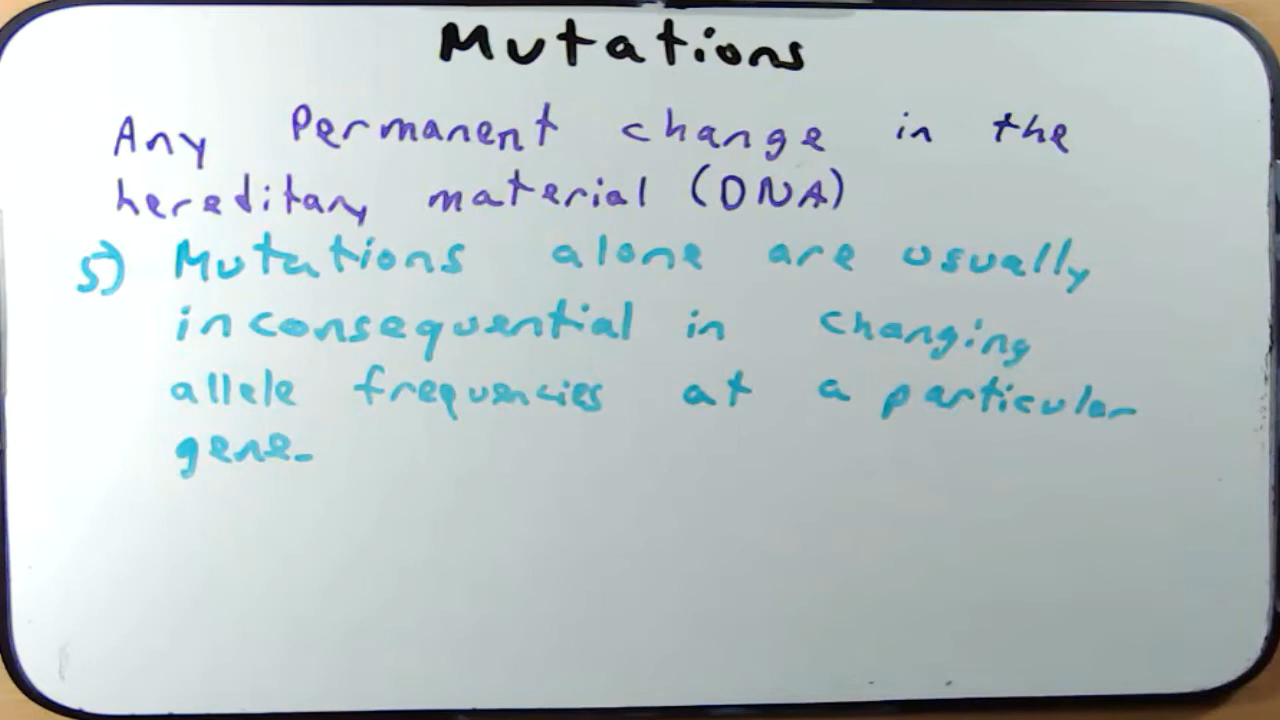 Mutations
Any Permanent change in the
hereditary material (DNA)
5) Mutations alone are usually
inconsequential in changing
allele frequencies at a particular
gene.